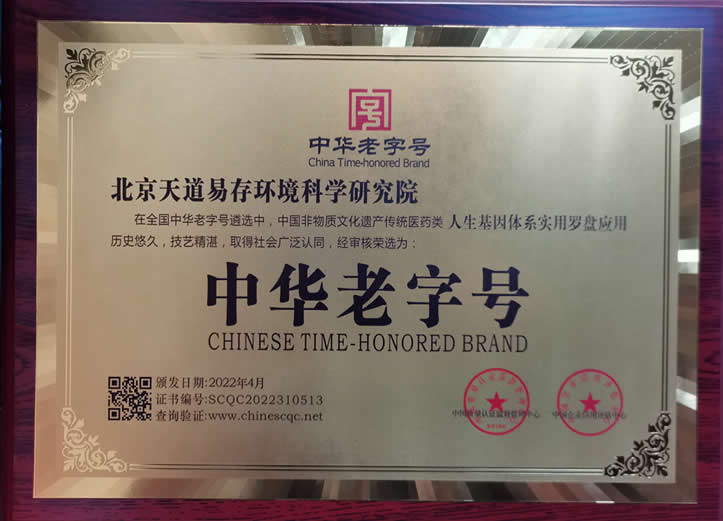 中华老字号
China Time-honored Brand
北京天道易存环境科学研究院
在全国中华老字号遴选中，中国非物质文化遗产传统医药类 人生基因体系实用罗盘应用
历史悠久，技艺精湛，取得社会广泛认同，经审核荣选为：
中华老字号
CHINESE TIME-HONORED BRAND
颁发日期:2022年4月
证书编号:SCQC2022310513
查询验证:www.chinescqc.net